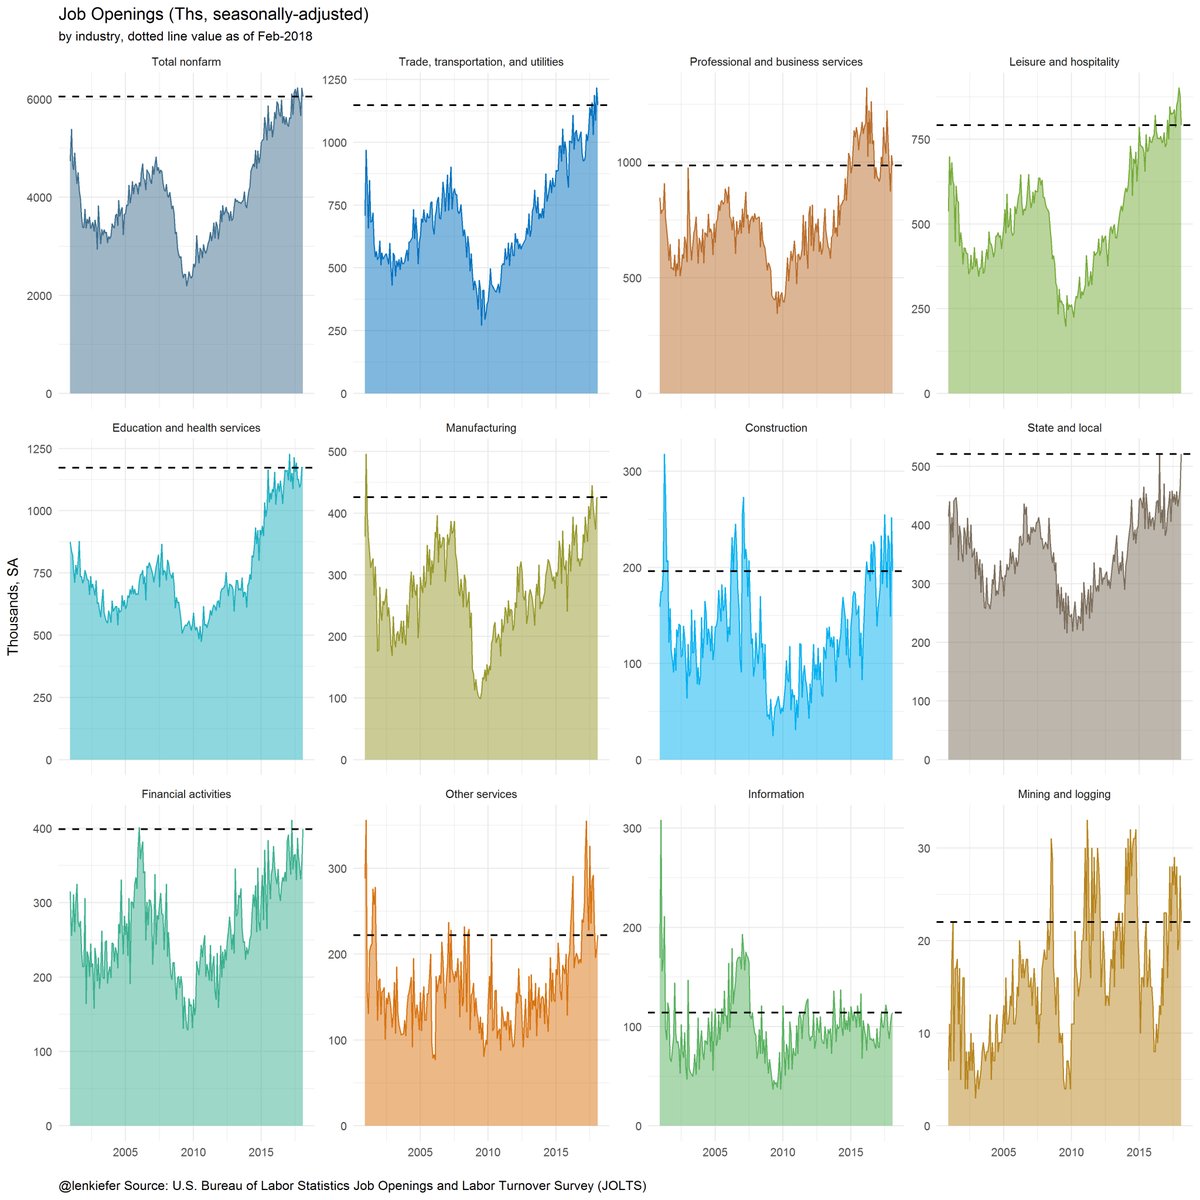 Job Openings (Ths, seasonally-adjusted)
by industry, dotted line value as of Feb-2018
Total nonfarm
Trade, transportation, and utilities
Professional and business services
Leisure and hospitality
6000
4000
2000
0
1250
1000
750
500
250
0
1000
500
0
750
500
250
0
Education and health services
Manufacturing
Construction
State and local
1250
1000
750
500
250
0
500
400
300
200
100
0
300
200
100
0
500
400
300
200
100
0
Thousands, SA
Financial activities
Other services
Information
Mining and logging
400
300
200
100
0
300
200
100
0
300
200
100
0
30
20
10
0
2005 2010 2015
2005 2010 2015
2005 2010 2015
2005 2010 2015
@lenkiefer Source: U.S. Bureau of Labor Statistics Job Openings and Labor Turnover Survey (JOLTS)